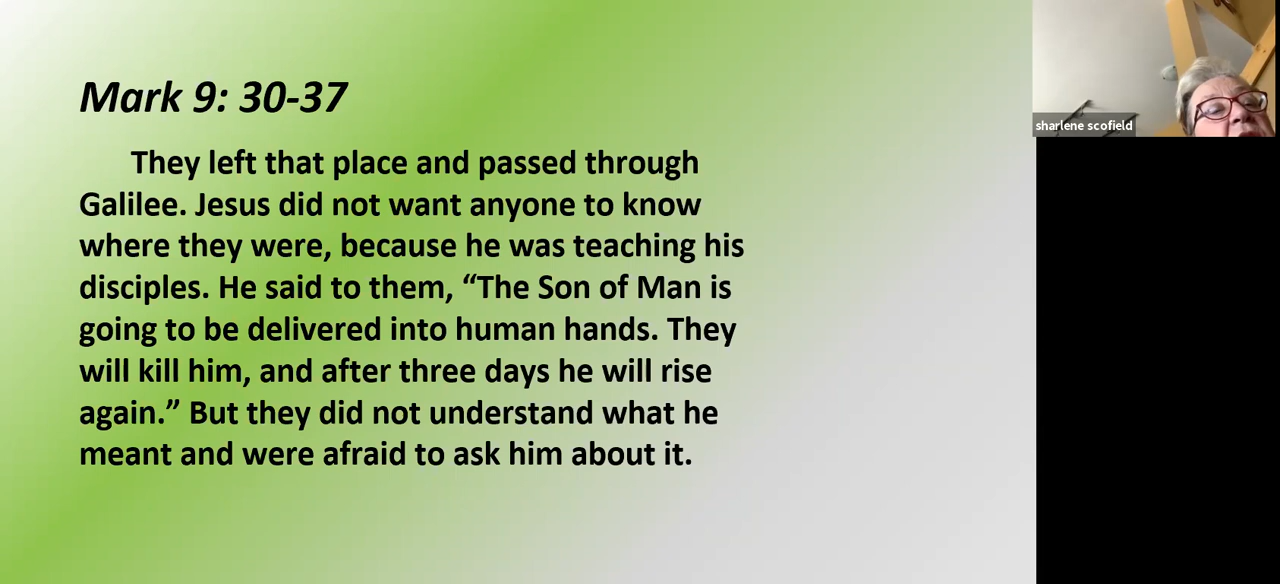 Mark 9: 30-37
They left that place and passed through
Galilee. Jesus did not want anyone to know
where they were, because he was teaching his
disciples. He said to them, “The Son of Man is
going to be delivered into human hands. They
will kill him, and after three days he will rise
again.” But they did not understand what he
meant and were afraid to ask him about it.
sharlene scofield